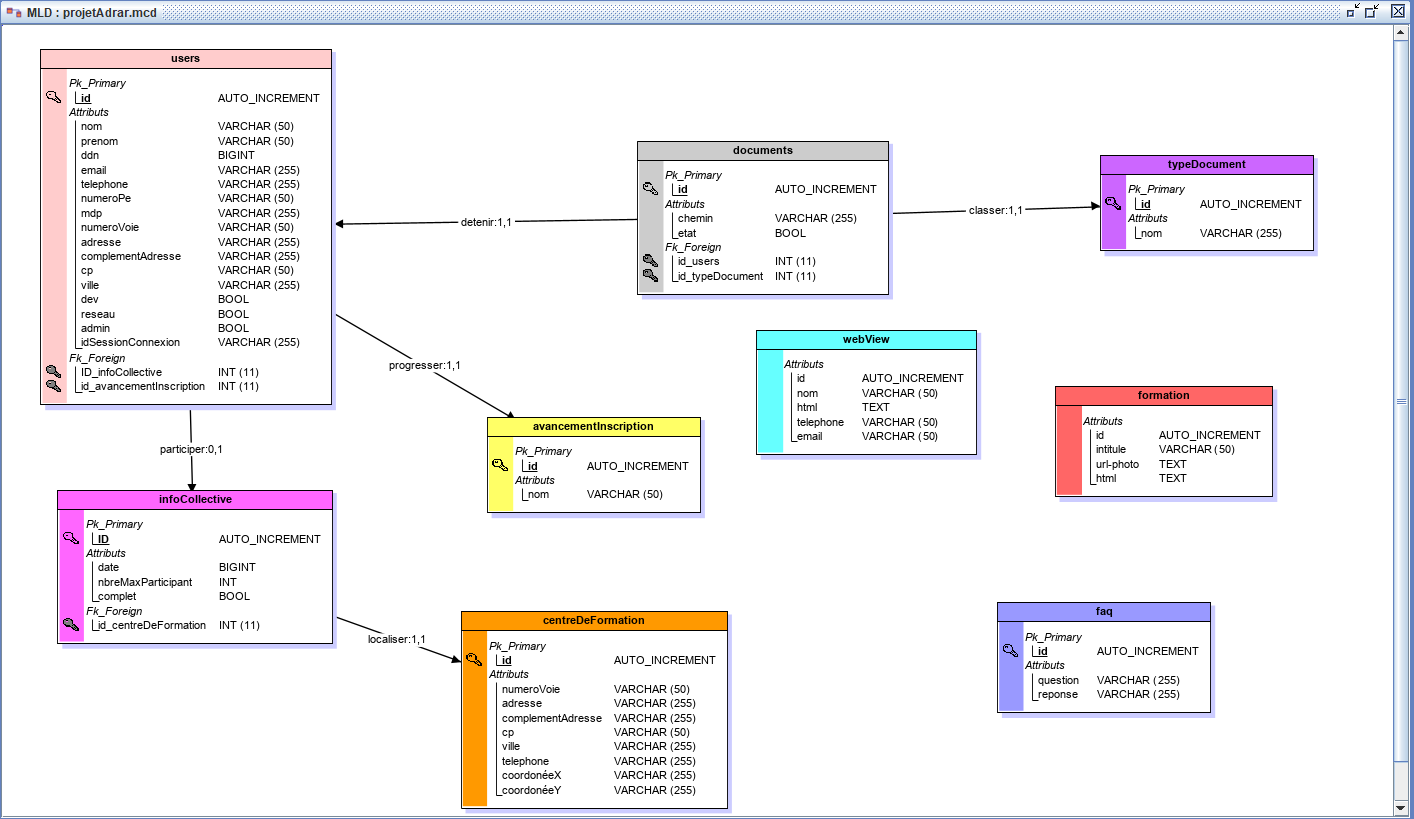 MLD : projetAdrar.mcd
users
Pk_Primary
id AUTO_INCREMENT
Attributs
nom VARCHAR (50)
prenom VARCHAR (50)
ddn BIGINT
email VARCHAR (255)
telephone VARCHAR (255)
numeroPe VARCHAR (50)
mdp VARCHAR (255)
numeroVoie VARCHAR (50)
adresse VARCHAR (255)
complementAdresse VARCHAR (255)
cp VARCHAR (50)
ville VARCHAR (255)
dev BOOL
reseau BOOL
admin BOOL
idSessionConnexion VARCHAR (255)
Fk_Foreign
ID_infoCollective INT (11)
id_avancementInscription INT (11)
detenir:1,1
documents
Pk_Primary
id AUTO_INCREMENT
Attributs
chemin VARCHAR (255)
etat BOOL
Fk_Foreign
id_users INT (11)
id_typeDocument INT (11)
classer:1,1
typeDocument
Pk_Primary
id AUTO_INCREMENT
Attributs
nom VARCHAR (255)
progresser:1,1
webView
Attributs
id AUTO_INCREMENT
nom VARCHAR (50)
html TEXT
telephone VARCHAR (50)
email VARCHAR (50)
formation
Attributs
id AUTO_INCREMENT
intitule VARCHAR (50)
url-photo TEXT
html TEXT
avancementInscription
Pk_Primary
id AUTO_INCREMENT
Attributs
nom VARCHAR (50)
participer:0,1
infoCollective
Pk_Primary
ID AUTO_INCREMENT
Attributs
date BIGINT
nbreMaxParticipant INT
complet BOOL
Fk_Foreign
id_centreDeFormation INT (11)
localiser:1,1
centreDeFormation
Pk_Primary
id AUTO_INCREMENT
Attributs
numeroVoie VARCHAR (50)
adresse VARCHAR (255)
complementAdresse VARCHAR (255)
cp VARCHAR (50)
ville VARCHAR (255)
telephone VARCHAR (255)
coordonéeX VARCHAR (255)
coordonéeY VARCHAR (255)
faq
Pk_Primary
id AUTO_INCREMENT
Attributs
question VARCHAR (255)
reponse VARCHAR (255)